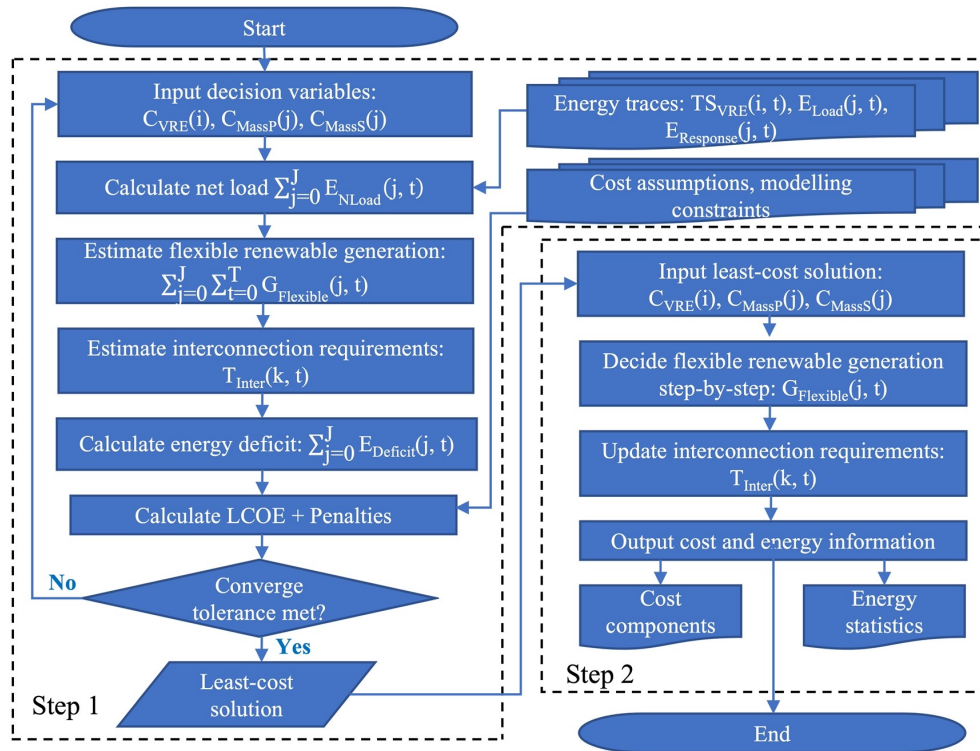 Start
Input decision variables:
C_VRE(i), C_MassP(j), C_MassS(j)
Calculate net load ∑_{j=0}^{J} E_NLoad(j, t)
Estimate flexible renewable generation:
∑_{j=0}^{J} ∑_{t=0}^{T} G_Flexible(j, t)
Estimate interconnection requirements:
T_Inter(k, t)
Calculate energy deficit: ∑_{j=0}^{J} E_Deficit(j, t)
Calculate LCOE + Penalties
Converge
tolerance met?
No
Yes
Least-cost
solution
Step 1
Energy traces: TS_VRE(i, t), E_Load(j, t),
E_Response(j, t)
Cost assumptions, modelling
constraints
Input least-cost solution:
C_VRE(i), C_MassP(j), C_MassS(j)
Decide flexible renewable generation
step-by-step: G_Flexible(j, t)
Update interconnection requirements:
T_Inter(k, t)
Output cost and energy information
Cost
components
Energy
statistics
Step 2
End